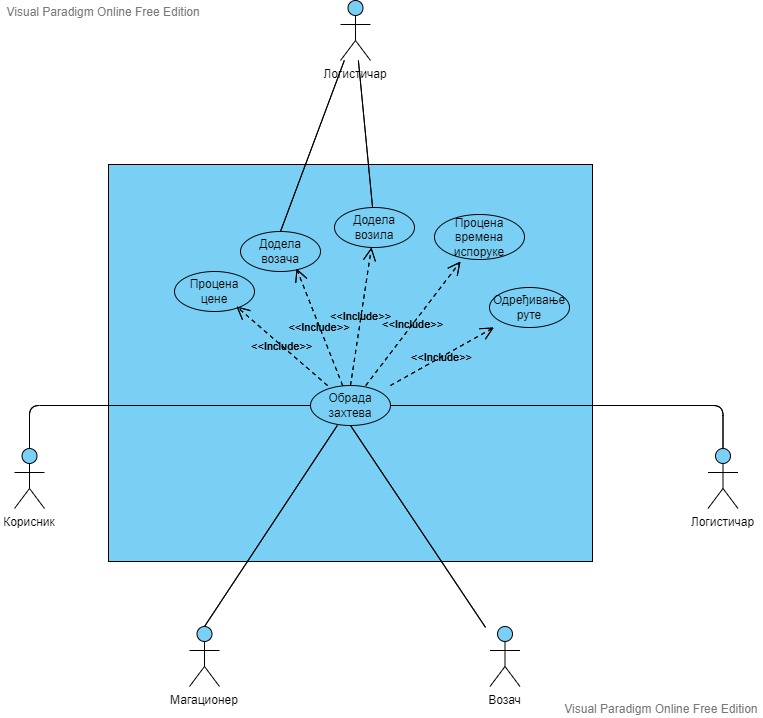 Visual Paradigm Online Free Edition
Логистичар
Додела
возача
Додела
возила
Процена
времена
испоруке
Процена
цене
Одређивање
руте
<<Include>>
<<Include>>
<<Include>>
<<Include>>
<<Include>>
Обрада
захтева
Корисник
Логистичар
Магационер
Возач
Visual Paradigm Online Free Edition